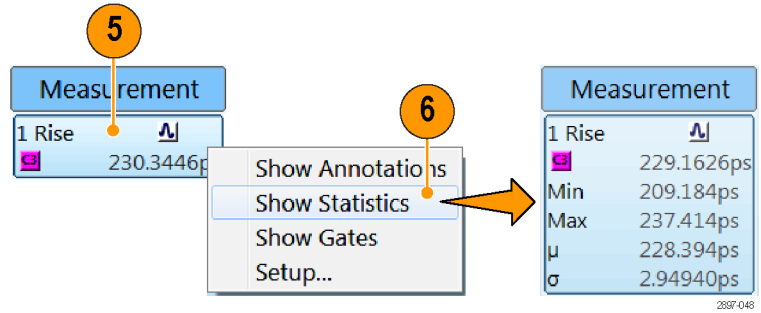 5
Measurement
1 Rise
C3 230.3446p
6
Show Annotations
Show Statistics
Show Gates
Setup...
Measurement
1 Rise
C3 229.1626ps
Min 209.184ps
Max 237.414ps
μ 228.394ps
σ 2.94940ps
2897-048